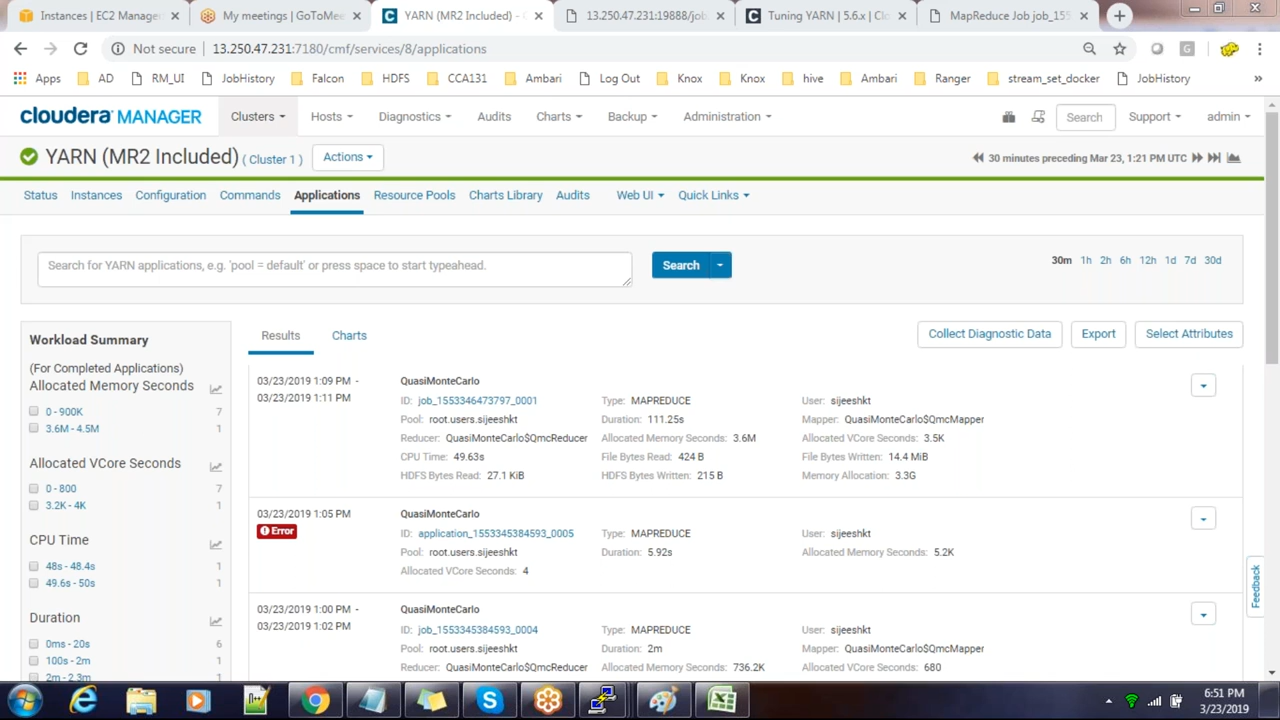 Instances | EC2 Manager
My meetings | GoToMee
YARN (MR2 Included) - C
13.250.47.231:19888/job
Tuning YARN | 5.6.x | Clo
MapReduce Job job_155
Not secure 13.250.47.231:7180/cmf/services/8/applications
Apps AD RM_UI JobHistory Falcon HDFS CCA131 Ambari Log Out Knox Knox hive Ambari Ranger stream_set_docker JobHistory »
cloudera MANAGER Clusters Hosts Diagnostics Audits Charts Backup Administration Search Support admin
YARN (MR2 Included) ( Cluster 1 ) Actions 30 minutes preceding Mar 23, 1:21 PM UTC
Status Instances Configuration Commands Applications Resource Pools Charts Library Audits Web UI Quick Links
Search for YARN applications, e.g. 'pool = default' or press space to start typeahead. Search 30m 1h 2h 6h 12h 1d 7d 30d
Workload Summary
(For Completed Applications)
Allocated Memory Seconds
0 - 900K 7
3.6M - 4.5M 1
Allocated VCore Seconds
0 - 800 7
3.2K - 4K 1
CPU Time
48s - 48.4s 1
49.6s - 50s 1
Duration
0ms - 20s 6
100s - 2m 1
2m - 2.3m 1
Results Charts Collect Diagnostic Data Export Select Attributes
03/23/2019 1:09 PM -
03/23/2019 1:11 PM
QuasiMonteCarlo
ID: job_1553346473797_0001 Type: MAPREDUCE User: sijeeshkt
Pool: root.users.sijeeshkt Duration: 111.25s Mapper: QuasiMonteCarlo$QmcMapper
Reducer: QuasiMonteCarlo$QmcReducer Allocated Memory Seconds: 3.6M Allocated VCore Seconds: 3.5K
CPU Time: 49.63s File Bytes Read: 424 B File Bytes Written: 14.4 MiB
HDFS Bytes Read: 27.1 KiB HDFS Bytes Written: 215 B Memory Allocation: 3.3G
03/23/2019 1:05 PM
Error
QuasiMonteCarlo
ID: application_1553345384593_0005 Type: MAPREDUCE User: sijeeshkt
Pool: root.users.sijeeshkt Duration: 5.92s Allocated Memory Seconds: 5.2K
Allocated VCore Seconds: 4
03/23/2019 1:00 PM -
03/23/2019 1:02 PM
QuasiMonteCarlo
ID: job_1553345384593_0004 Type: MAPREDUCE User: sijeeshkt
Pool: root.users.sijeeshkt Duration: 2m Mapper: QuasiMonteCarlo$QmcMapper
Reducer: QuasiMonteCarlo$QmcReducer Allocated Memory Seconds: 736.2K Allocated VCore Seconds: 680
Feedback
6:51 PM
3/23/2019